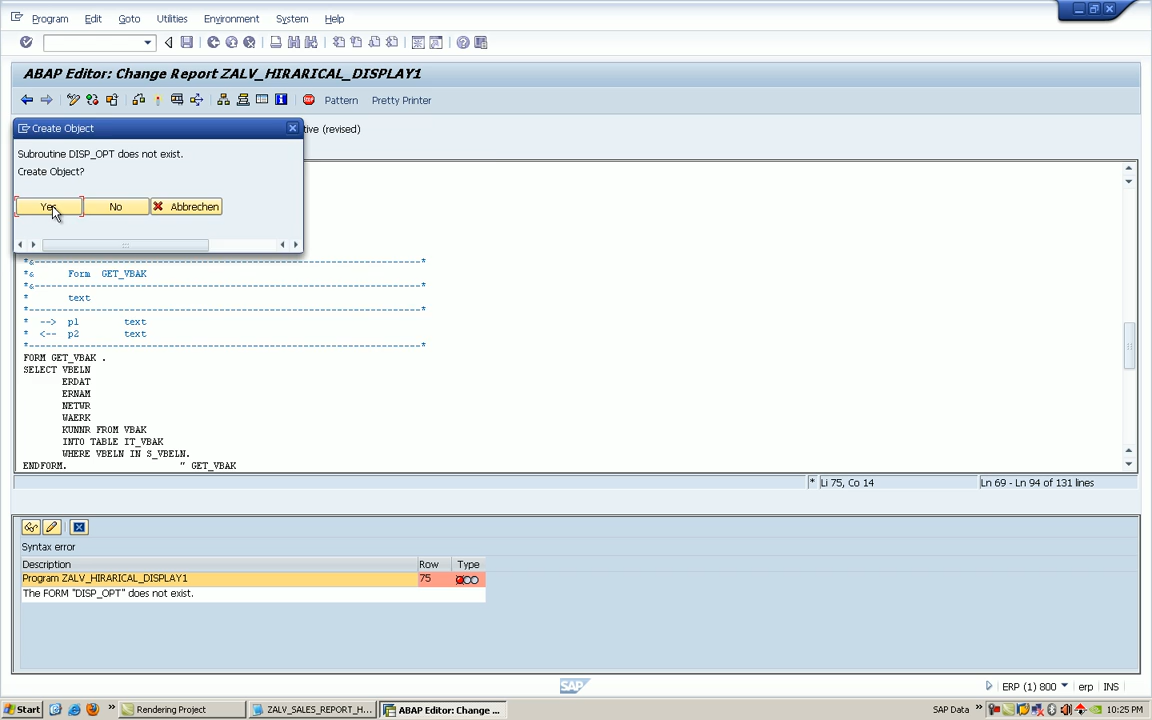 Program Edit Goto Utilities Environment System Help
ABAP Editor: Change Report ZALV_HIRARICAL_DISPLAY1
Pattern Pretty Printer
Create Object
tive (revised)
Subroutine DISP_OPT does not exist.
Create Object?
Yes No Abbrechen
*&---------------------------------------------------------------------*
*& Form GET_VBAK
*&---------------------------------------------------------------------*
* text
*----------------------------------------------------------------------*
* --> p1 text
* <-- p2 text
*----------------------------------------------------------------------*
FORM GET_VBAK .
SELECT VBELN
ERDAT
ERNAM
NETWR
WAERK
KUNNR FROM VBAK
INTO TABLE IT_VBAK
WHERE VBELN IN S_VBELN.
ENDFORM. " GET_VBAK
* Li 75, Co 14 Ln 69 - Ln 94 of 131 lines
Syntax error
Description Row Type
Program ZALV_HIRARICAL_DISPLAY1 75
The FORM "DISP_OPT" does not exist.
SAP ERP (1) 800 erp INS
Start Rendering Project ZALV_SALES_REPORT_H... ABAP Editor: Change ... SAP Data 10:25 PM